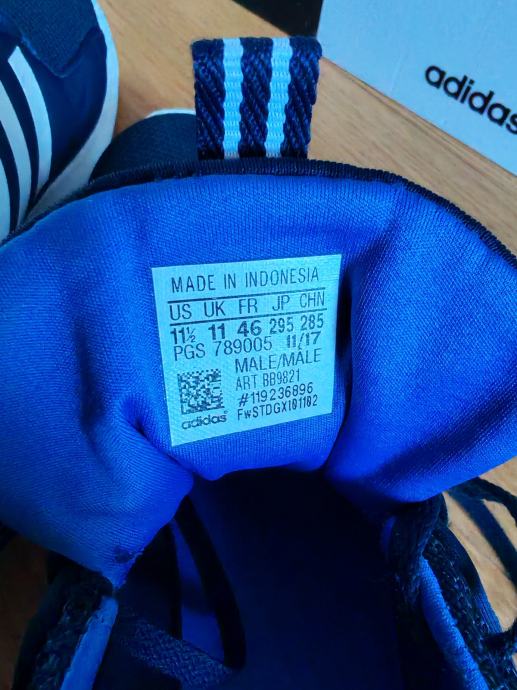 adidas
MADE IN INDONESIA
US UK FR JP CHN
11½ 11 46 295 285
PGS 789005 11/17
MALE/MALE
ART BB9821
#119236896
adidas FwSTDGX101102